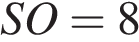 SO = 8